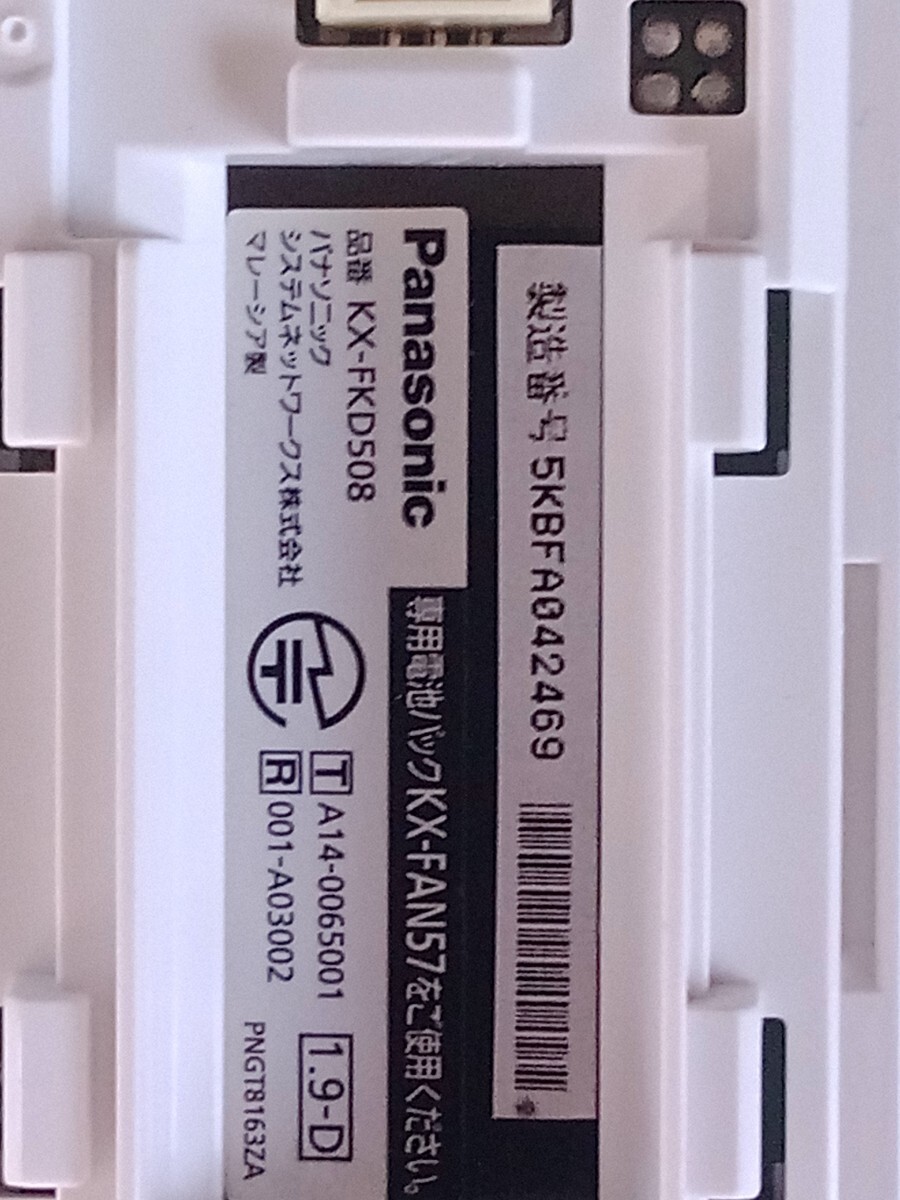 製造番号 5KBFA042469
Panasonic
品番 KX-FKD508
パナソニック
システムネットワークス株式会社
マレーシア製
専用電池パックKX-FAN57をご使用ください。
T A14-0065001
R 001-A03002
1.9-D
PNGT8163ZA